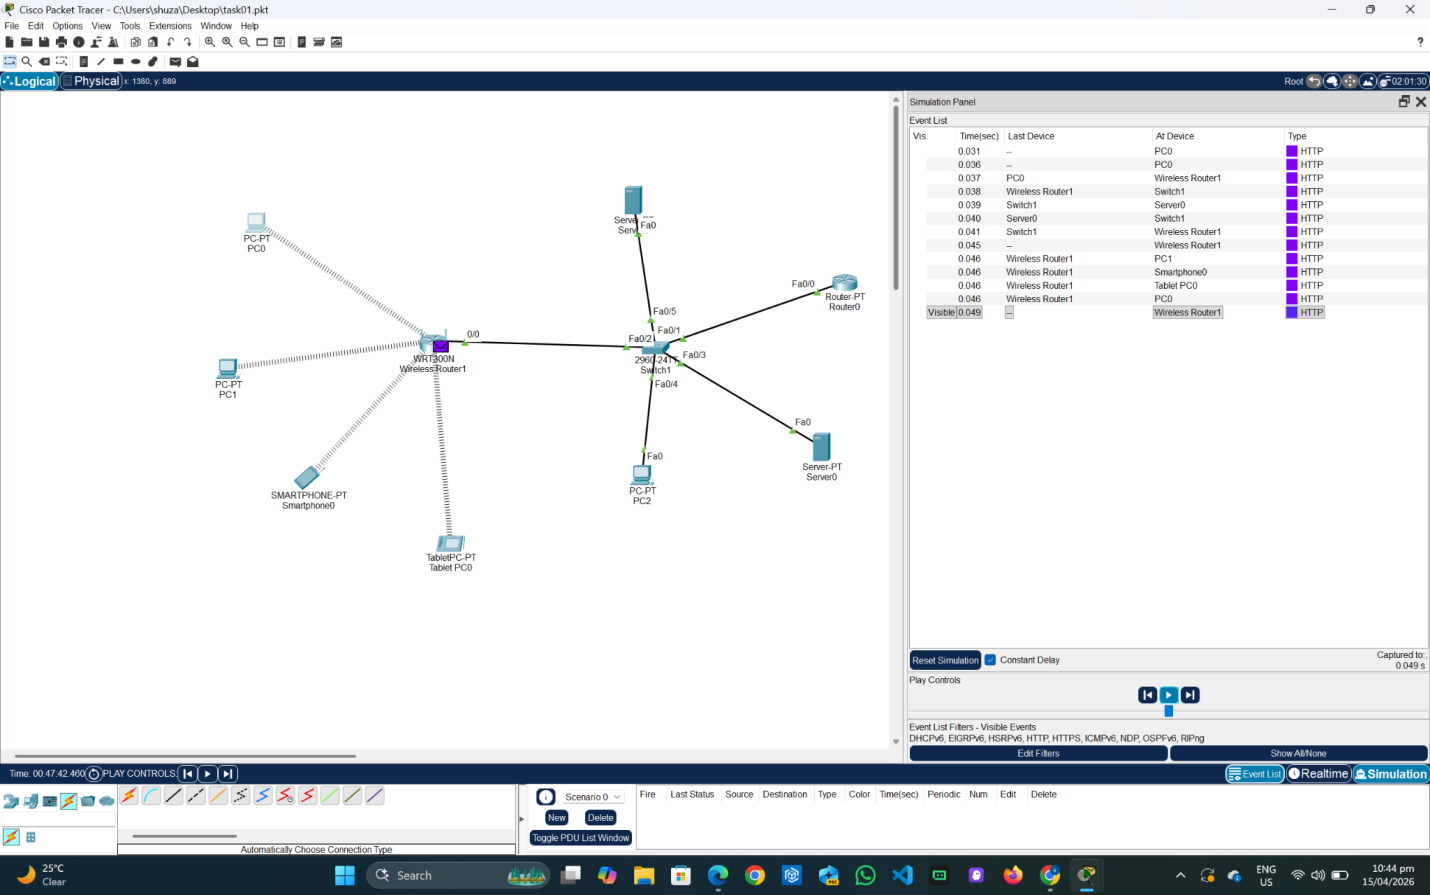 Cisco Packet Tracer - C:\Users\shuza\Desktop\task01.pkt
File Edit Options View Tools Extensions Window Help
?
Logical Physical x: 1380, y: 889
Root 02:01:30
PC-PT
PC0
PC-PT
PC1
SMARTPHONE-PT
Smartphone0
TabletPC-PT
Tablet PC0
WRT300N
Wireless Router1
0/0
Fa0
Fa0/5
Fa0/1
Fa0/2
Fa0/3
Fa0/4
Switch1
Fa0/0
Router-PT
Router0
Fa0
Server-PT
Server0
Fa0
PC-PT
PC2
Simulation Panel
Event List
Vis. Time(sec) Last Device At Device Type
0.031 -- PC0 HTTP
0.036 -- PC0 HTTP
0.037 PC0 Wireless Router1 HTTP
0.038 Wireless Router1 Switch1 HTTP
0.039 Switch1 Server0 HTTP
0.040 Server0 Switch1 HTTP
0.041 Switch1 Wireless Router1 HTTP
0.045 -- Wireless Router1 HTTP
0.046 Wireless Router1 PC1 HTTP
0.046 Wireless Router1 Smartphone0 HTTP
0.046 Wireless Router1 Tablet PC0 HTTP
0.046 Wireless Router1 PC0 HTTP
Visible 0.049 -- Wireless Router1 HTTP
Reset Simulation Constant Delay
Captured to:
0.049 s
Play Controls
Event List Filters - Visible Events
DHCPv6, EIGRPv6, HSRPv6, HTTP, HTTPS, ICMPv6, NDP, OSPFv6, RIPng
Edit Filters Show All/None
Time: 00:47:42.460 PLAY CONTROLS:
Event List Realtime Simulation
Scenario 0
New Delete
Toggle PDU List Window
Fire Last Status Source Destination Type Color Time(sec) Periodic Num Edit Delete
Automatically Choose Connection Type
25°C
Clear
Search
PRE
ENG
US
10:44 pm
15/04/2026